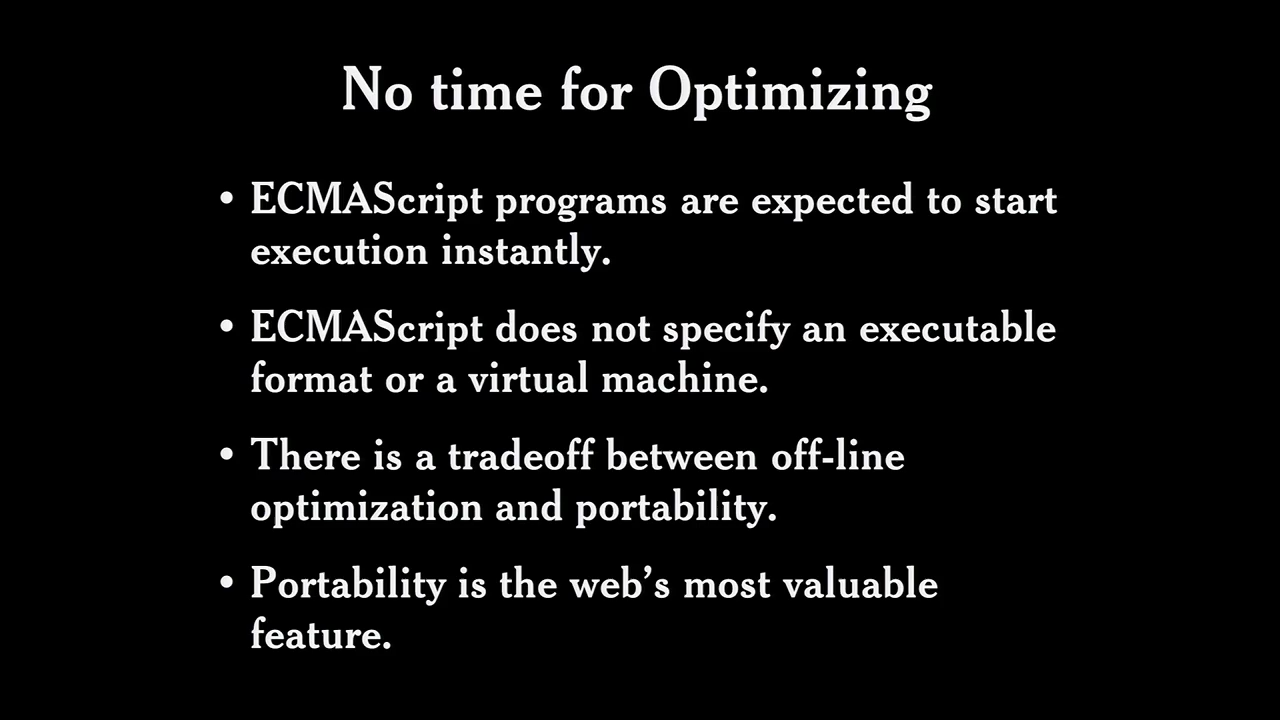 No time for Optimizing
• ECMAScript programs are expected to start
execution instantly.
• ECMAScript does not specify an executable
format or a virtual machine.
• There is a tradeoff between off-line
optimization and portability.
• Portability is the web’s most valuable
feature.